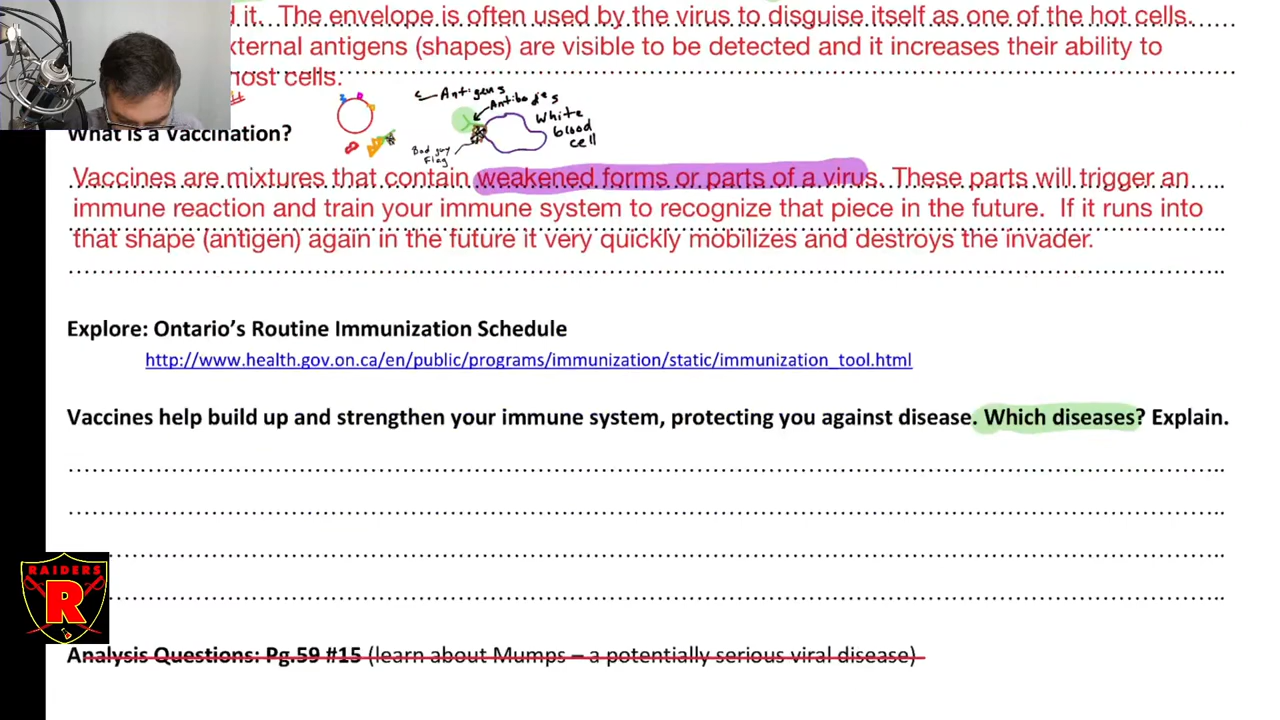 d it. The envelope is often used by the virus to disguise itself as one of the hot cells.
xternal antigens (shapes) are visible to be detected and it increases their ability to
host cells.
Antigens
Antibodies
White
blood
cell
Bad guy
Flag
What is a Vaccination?
Vaccines are mixtures that contain weakened forms or parts of a virus. These parts will trigger an
immune reaction and train your immune system to recognize that piece in the future. If it runs into
that shape (antigen) again in the future it very quickly mobilizes and destroys the invader.
Explore: Ontario's Routine Immunization Schedule
http://www.health.gov.on.ca/en/public/programs/immunization/static/immunization_tool.html
Vaccines help build up and strengthen your immune system, protecting you against disease. Which diseases? Explain.
RAIDERS
R
Analysis Questions: Pg.59 #15 (learn about Mumps – a potentially serious viral disease)